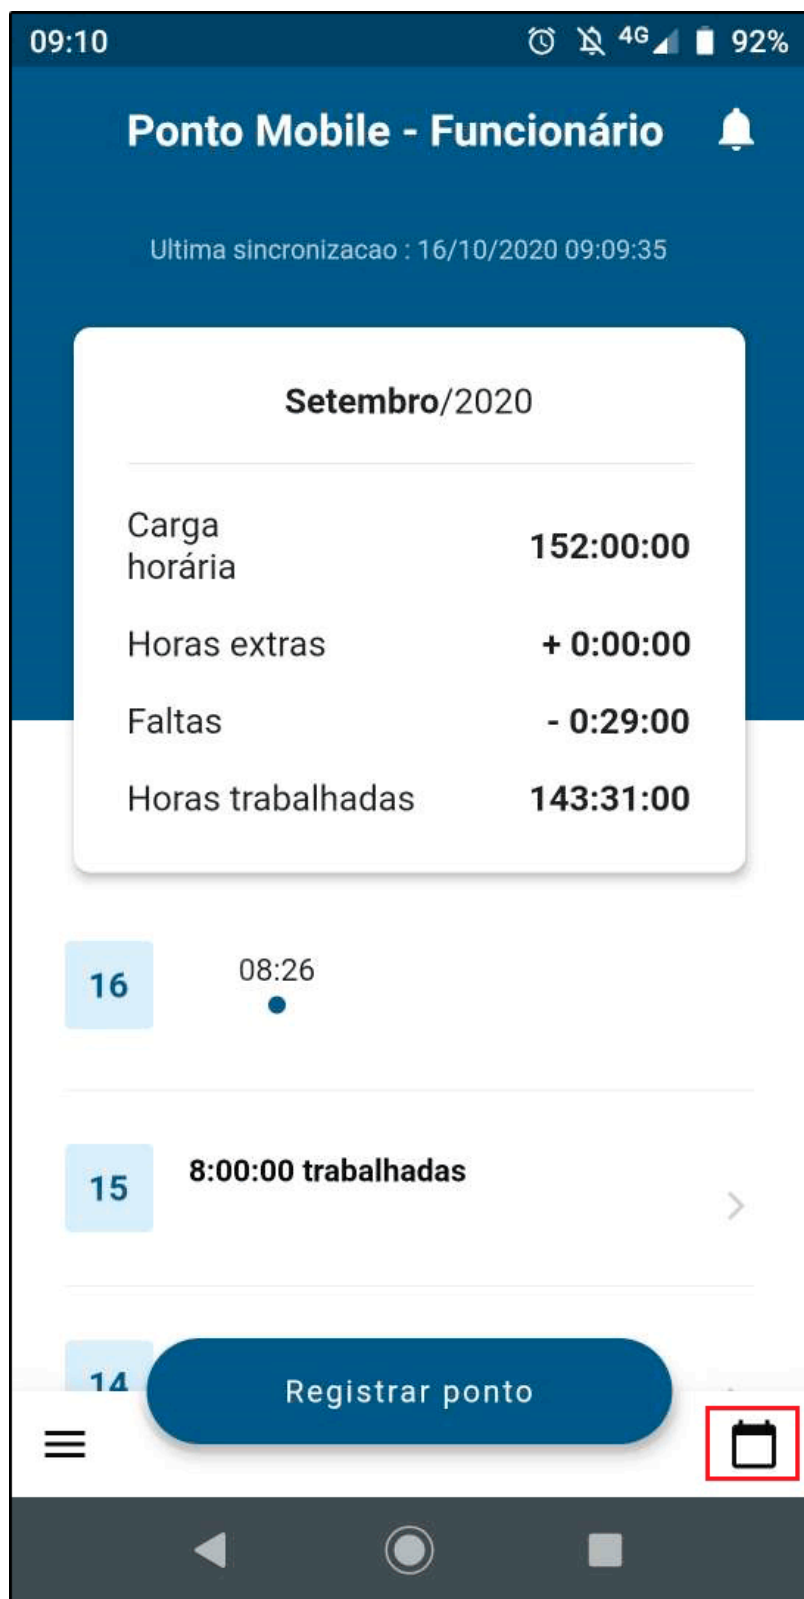 09:10 4G 92%
Ponto Mobile - Funcionário
Ultima sincronizacao : 16/10/2020 09:09:35
Setembro/2020
Carga
horária 152:00:00
Horas extras + 0:00:00
Faltas - 0:29:00
Horas trabalhadas 143:31:00
16 08:26
15 8:00:00 trabalhadas
14
Registrar ponto